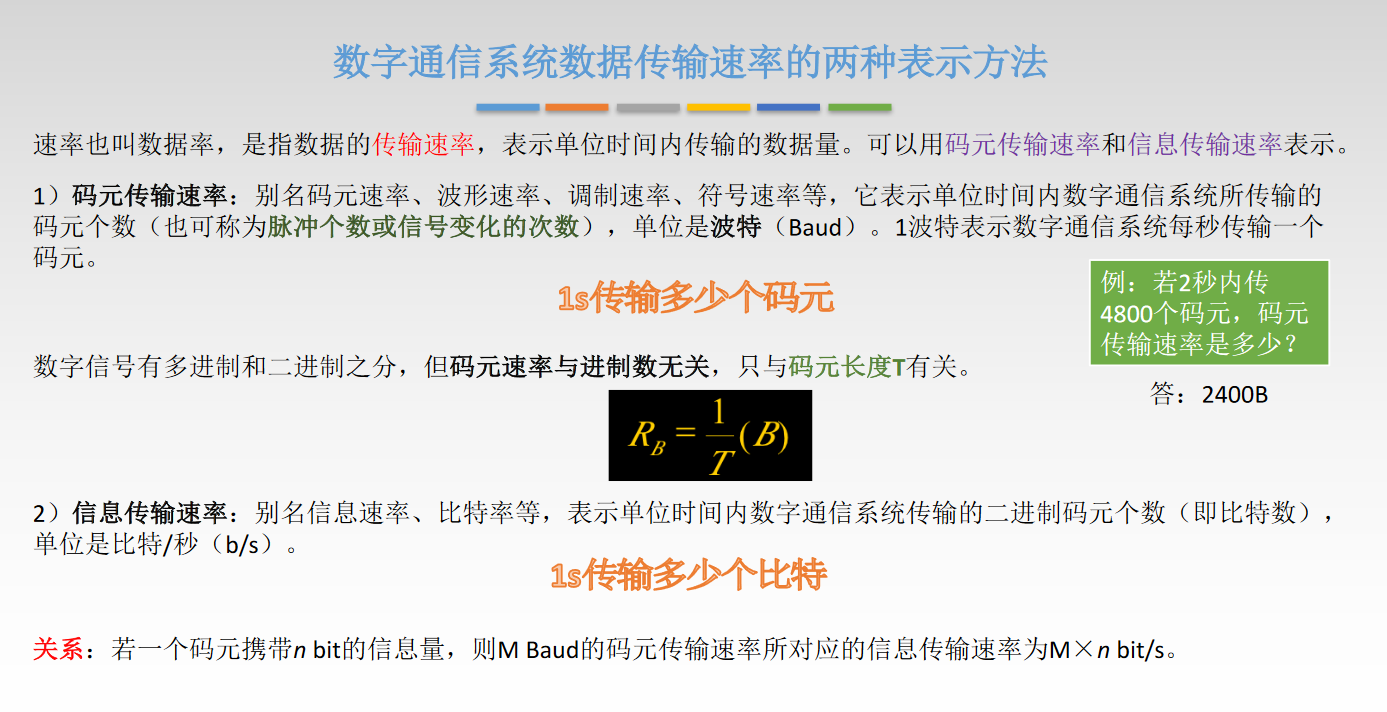 数字通信系统数据传输速率的两种表示方法
速率也叫数据率，是指数据的传输速率，表示单位时间内传输的数据量。可以用码元传输速率和信息传输速率表示。
1）码元传输速率：别名码元速率、波形速率、调制速率、符号速率等，它表示单位时间内数字通信系统所传输的
码元个数（也可称为脉冲个数或信号变化的次数），单位是波特（Baud）。1波特表示数字通信系统每秒传输一个
码元。
1s传输多少个码元
例：若2秒内传
4800个码元，码元
传输速率是多少？
数字信号有多进制和二进制之分，但码元速率与进制数无关，只与码元长度T有关。
答：2400B
R_B = 1/T (B)
2）信息传输速率：别名信息速率、比特率等，表示单位时间内数字通信系统传输的二进制码元个数（即比特数），
单位是比特/秒（b/s）。
1s传输多少个比特
关系：若一个码元携带n bit的信息量，则M Baud的码元传输速率所对应的信息传输速率为M×n bit/s。